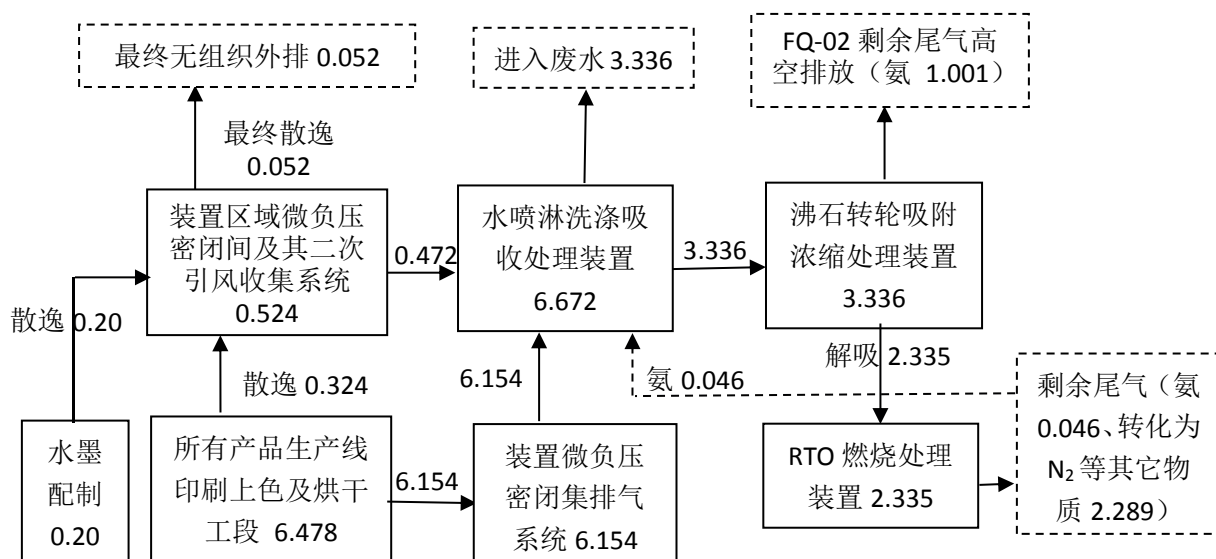 最终无组织外排 0.052
进入废水 3.336
FQ-02 剩余尾气高
空排放（氨 1.001）
最终散逸
0.052
装置区域微负压
密闭间及其二次
引风收集系统
0.524
0.472
水喷淋洗涤吸
收处理装置
6.672
3.336
沸石转轮吸附
浓缩处理装置
3.336
散逸 0.20
散逸 0.324
6.154
氨 0.046
解吸 2.335
水墨
配制
0.20
所有产品生产线
印刷上色及烘干
工段 6.478
6.154
装置微负压
密闭集排气
系统 6.154
RTO 燃烧处理
装置 2.335
剩余尾气（氨
0.046、转化为
N₂ 等其它物
质 2.289）